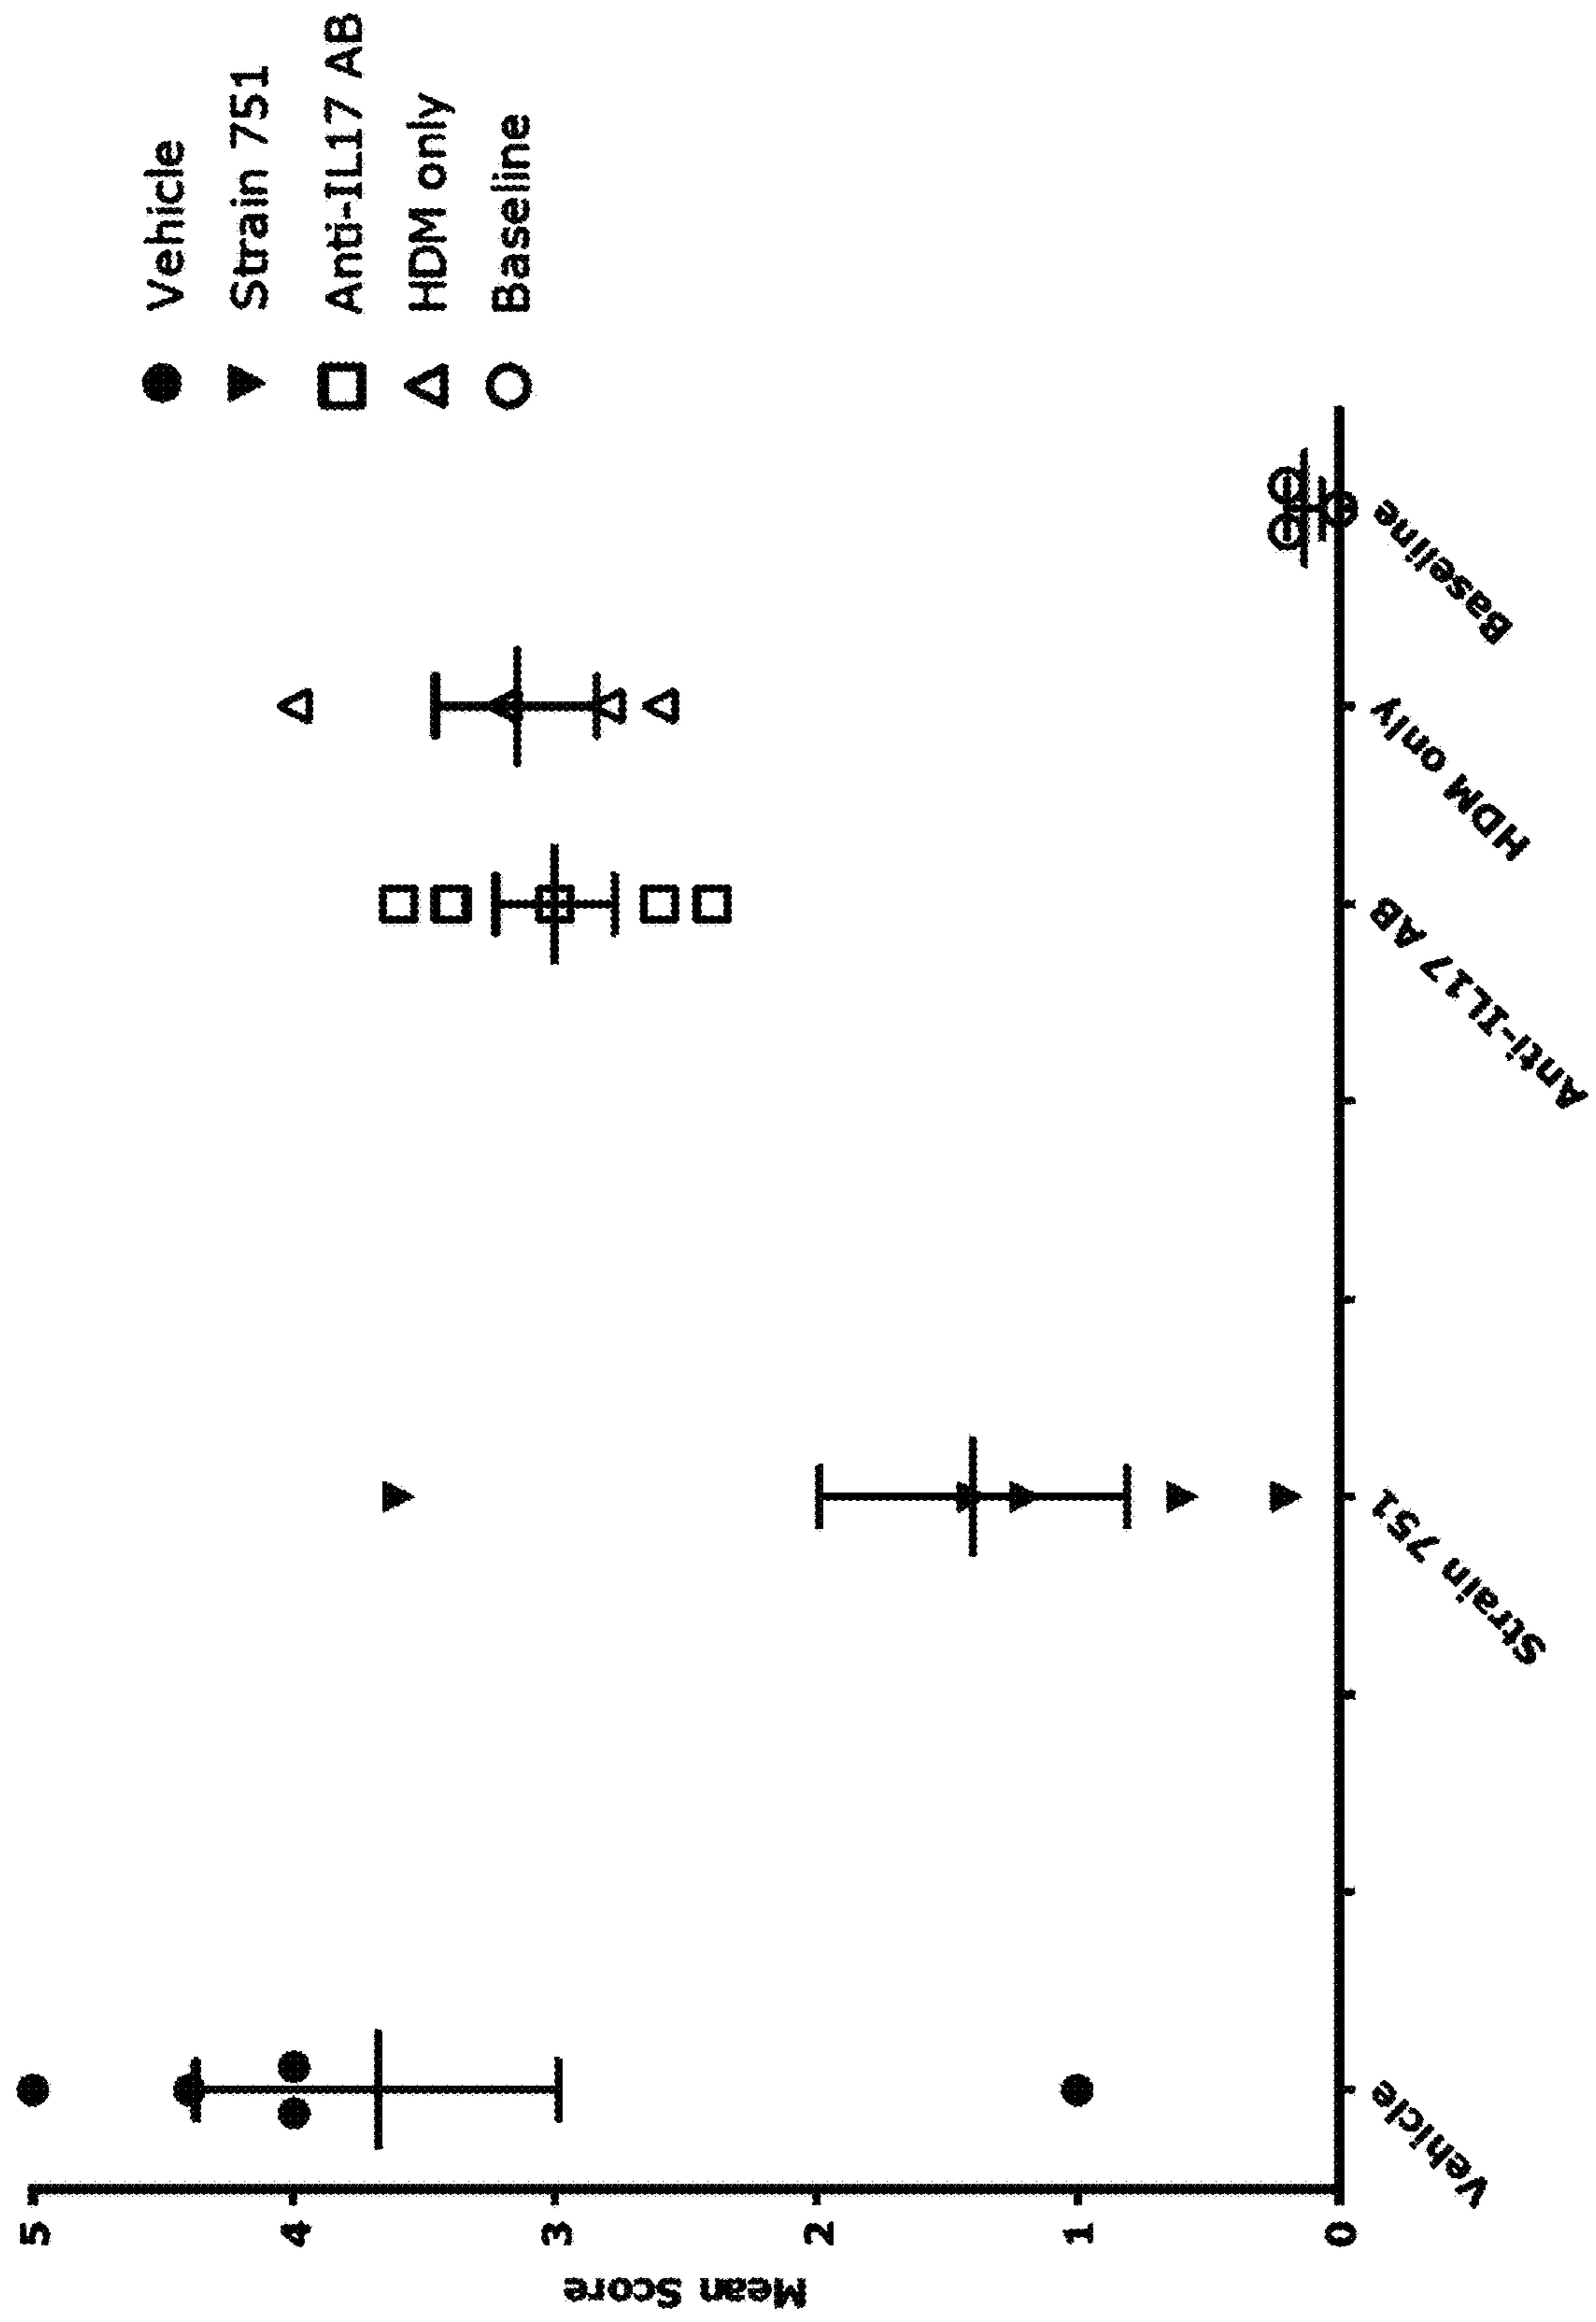 Mean Score
5
4
3
2
1
0
Vehicle
Strain 751
Anti-IL17 AB
HDM only
Baseline
Vehicle
Strain 751
Anti-IL17 AB
HDM only
Baseline